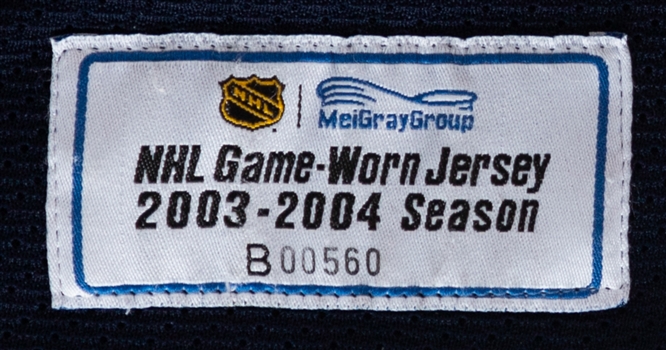 NHL MeiGrayGroup
NHL Game-Worn Jersey
2003-2004 Season
B00560